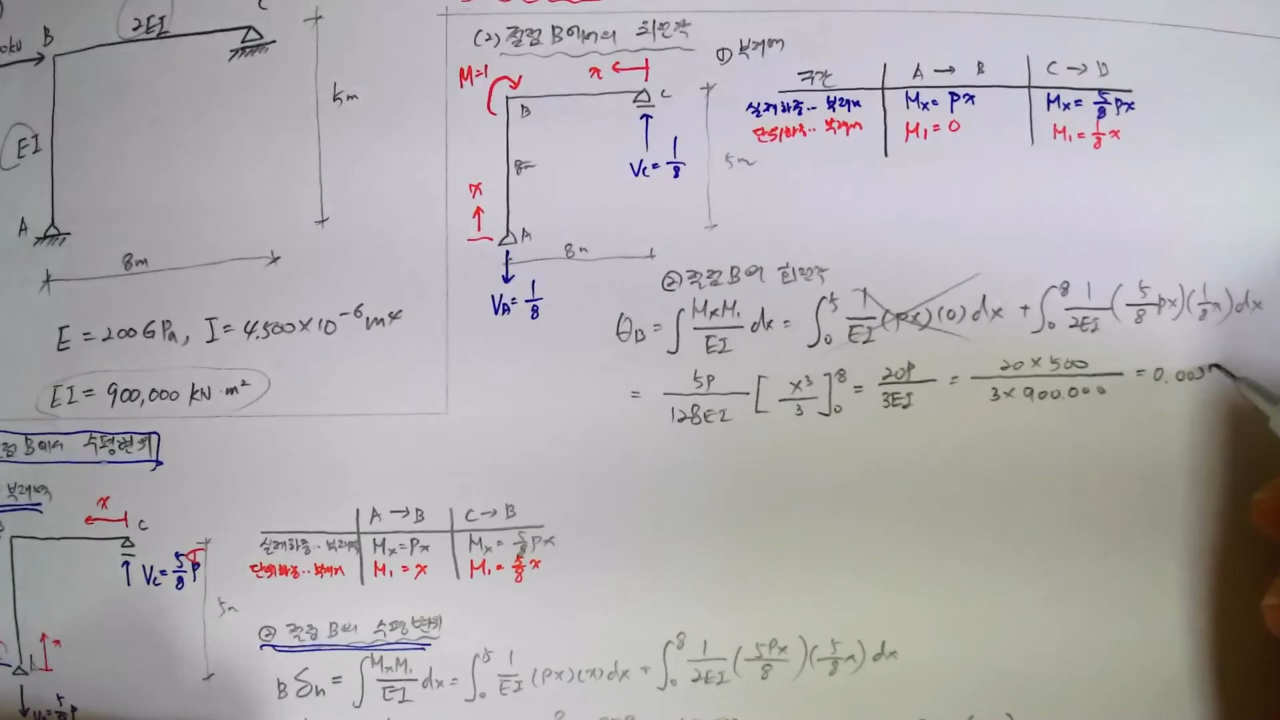 B
2EI
C
5m
EI
A
8m
E = 200GPa, I = 4,500×10⁻⁶m⁴
EI = 900,000 kN·m²
(2) 절점 B에서의 회전각
M=1
x
C
B
8m
Vc = 1/8
5m
x
A
8m
VA = 1/8
① 부재력
구간 A → B C → D
실제하중·· 부재력 Mx = Px Mx = 5/8 Px
단위하중·· 부재력 M₁ = 0 M₁ = 1/8 x
② 절점 B의 회전각
θB = ∫ MxM₁/EI dx = ∫₀⁵ 1/EI (Px)(0)dx + ∫₀⁸ 1/2EI (5/8 Px)(1/8 x)dx
= 5P/128EI [ x³/3 ]₀⁸ = 20P/3EI = 20×500/3×900.000 = 0.003
B에서 수평변위
부재력
x
C
Vc = 5/8 P
5m
x
A → B C → B
실제하중·· 부재력 Mx = Px Mx = 5/8 Px
단위하중·· 부재력 M₁ = x M₁ = 5/8 x
② 절점 B의 수평변위
BδH = ∫ MxM₁/EI dx = ∫₀⁵ 1/EI (Px)(x)dx + ∫₀⁸ 1/2EI (5Px/8)(5/8 x)dx